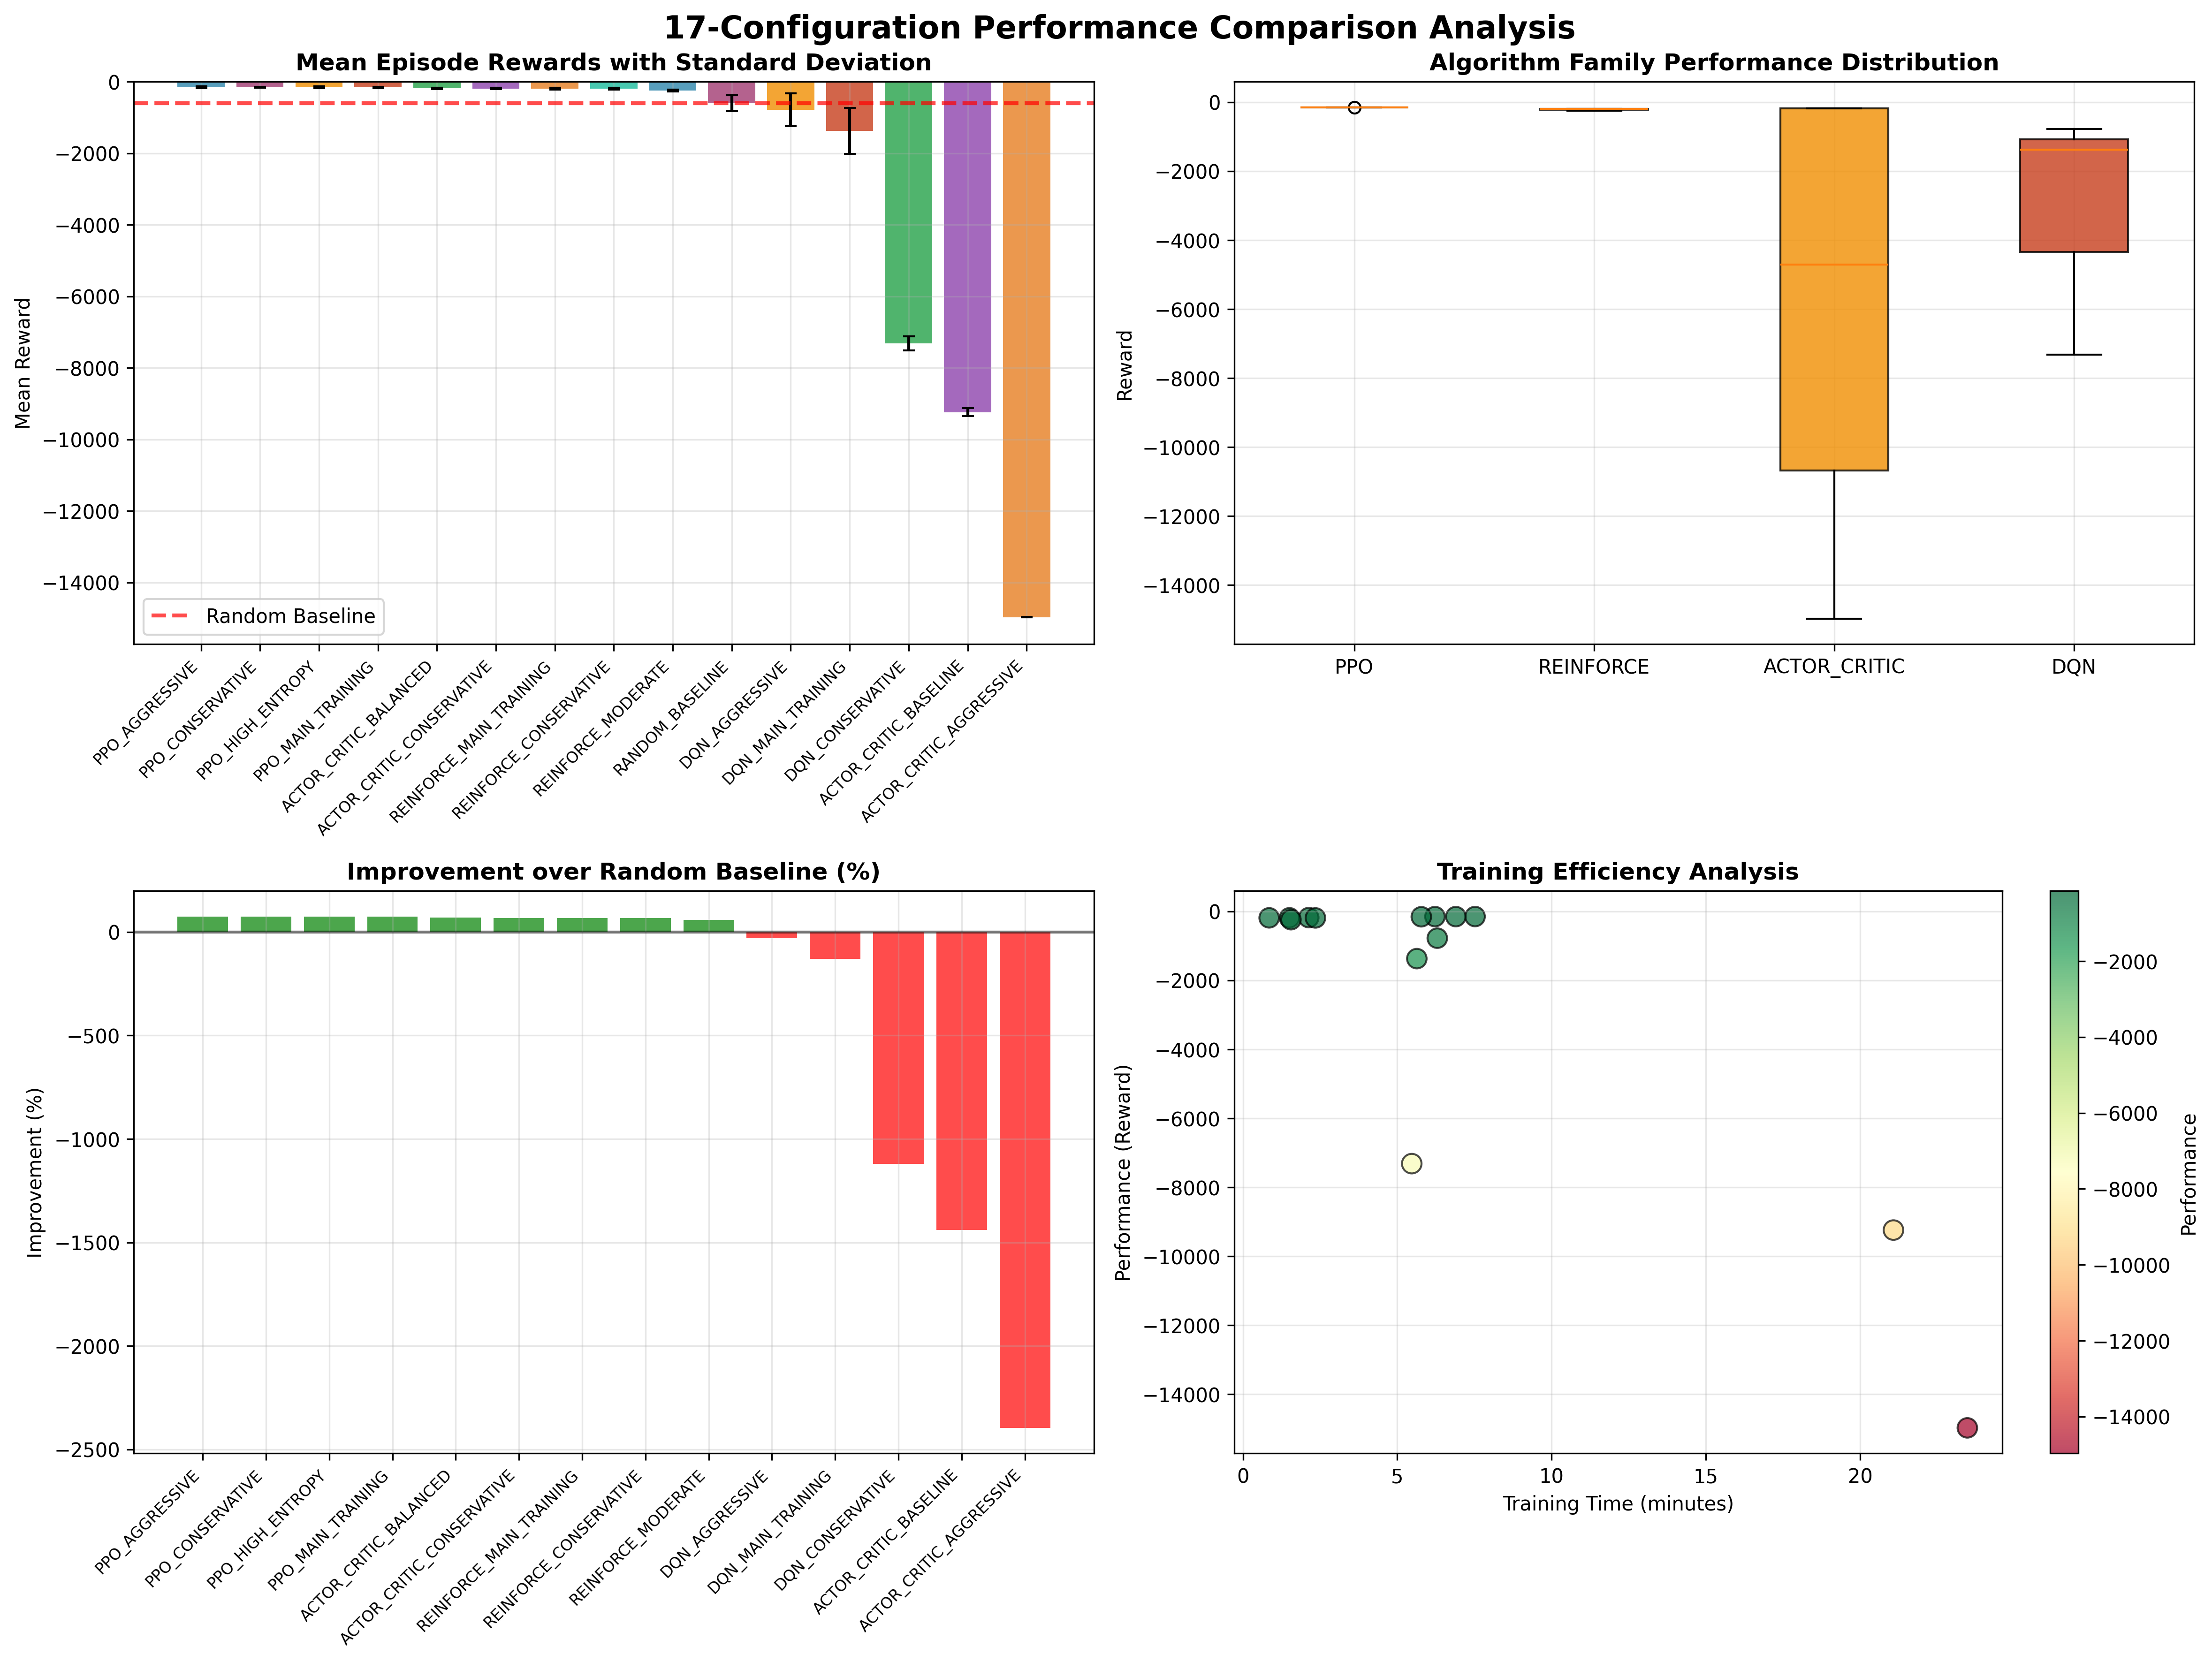 17-Configuration Performance Comparison Analysis
Mean Episode Rewards with Standard Deviation
0
−2000
−4000
−6000
−8000
−10000
−12000
−14000
Mean Reward
Random Baseline
PPO_AGGRESSIVE
PPO_CONSERVATIVE
PPO_HIGH_ENTROPY
PPO_MAIN_TRAINING
ACTOR_CRITIC_BALANCED
ACTOR_CRITIC_CONSERVATIVE
REINFORCE_MAIN_TRAINING
REINFORCE_CONSERVATIVE
REINFORCE_MODERATE
RANDOM_BASELINE
DQN_AGGRESSIVE
DQN_MAIN_TRAINING
DQN_CONSERVATIVE
ACTOR_CRITIC_BASELINE
ACTOR_CRITIC_AGGRESSIVE
Algorithm Family Performance Distribution
0
−2000
−4000
−6000
−8000
−10000
−12000
−14000
Reward
PPO
REINFORCE
ACTOR_CRITIC
DQN
Improvement over Random Baseline (%)
0
−500
−1000
−1500
−2000
−2500
Improvement (%)
PPO_AGGRESSIVE
PPO_CONSERVATIVE
PPO_HIGH_ENTROPY
PPO_MAIN_TRAINING
ACTOR_CRITIC_BALANCED
ACTOR_CRITIC_CONSERVATIVE
REINFORCE_MAIN_TRAINING
REINFORCE_CONSERVATIVE
REINFORCE_MODERATE
DQN_AGGRESSIVE
DQN_MAIN_TRAINING
DQN_CONSERVATIVE
ACTOR_CRITIC_BASELINE
ACTOR_CRITIC_AGGRESSIVE
Training Efficiency Analysis
0
−2000
−4000
−6000
−8000
−10000
−12000
−14000
Performance (Reward)
0
5
10
15
20
Training Time (minutes)
−2000
−4000
−6000
−8000
−10000
−12000
−14000
Performance